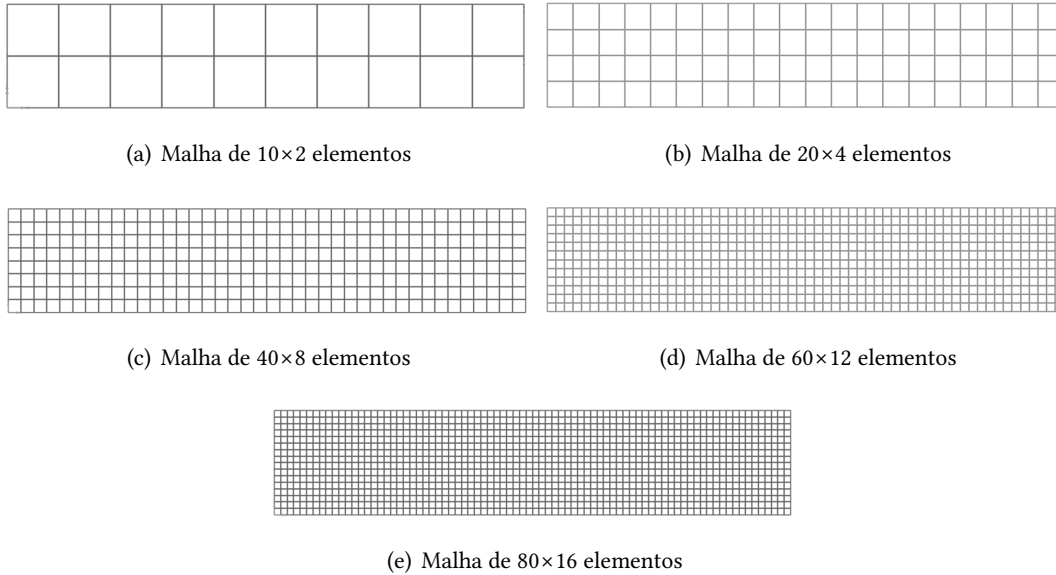 (a) Malha de 10×2 elementos
(b) Malha de 20×4 elementos
(c) Malha de 40×8 elementos
(d) Malha de 60×12 elementos
(e) Malha de 80×16 elementos